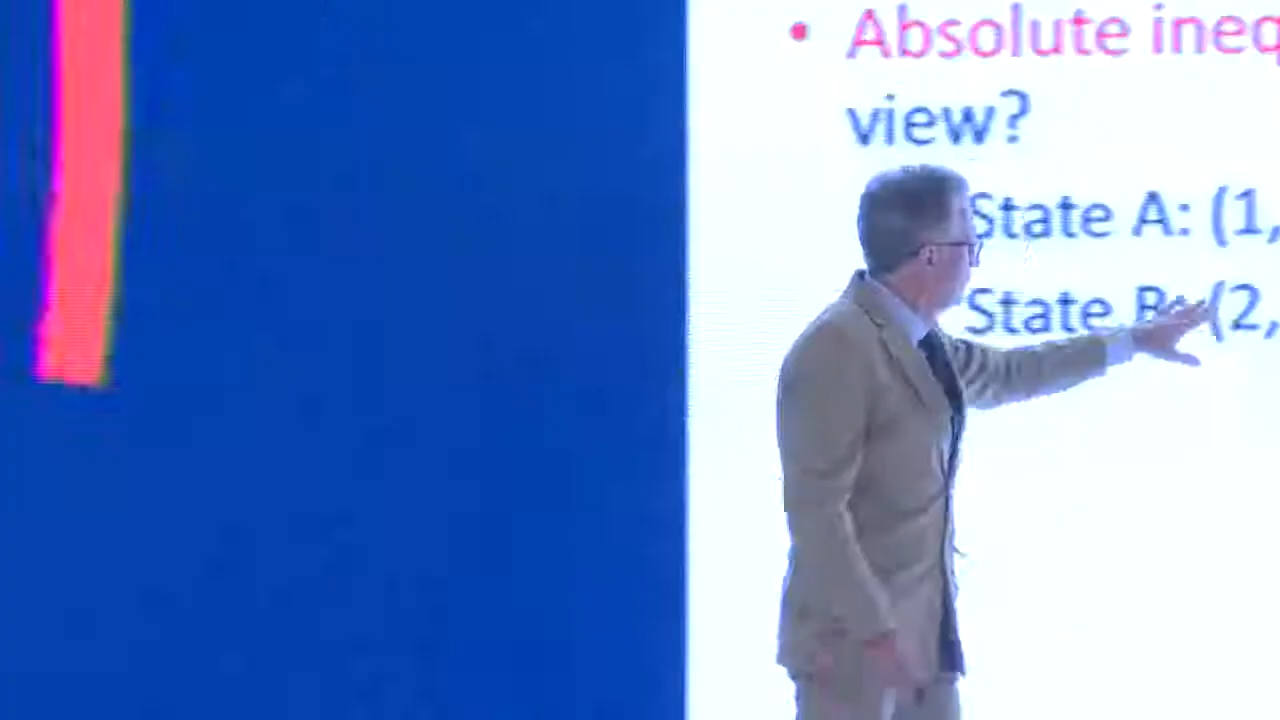 • Absolute ineq
view?
State A: (1,
State B: (2,